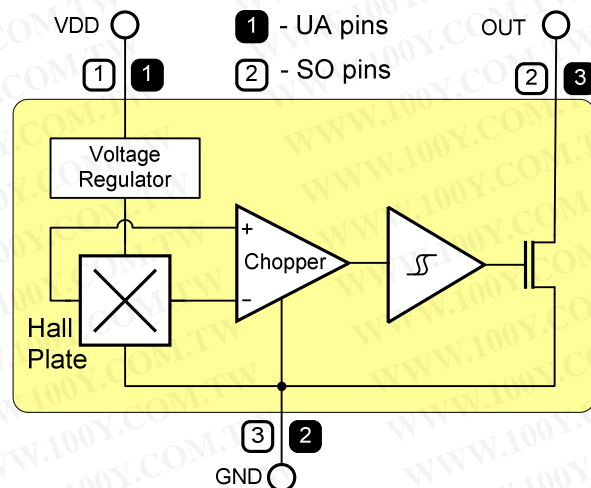 VDD
1 - UA pins
OUT
2 - SO pins
1 1
2 3
Voltage
Regulator
+
Chopper
−
Hall
Plate
3 2
GND
WWW.100Y.COM.TW